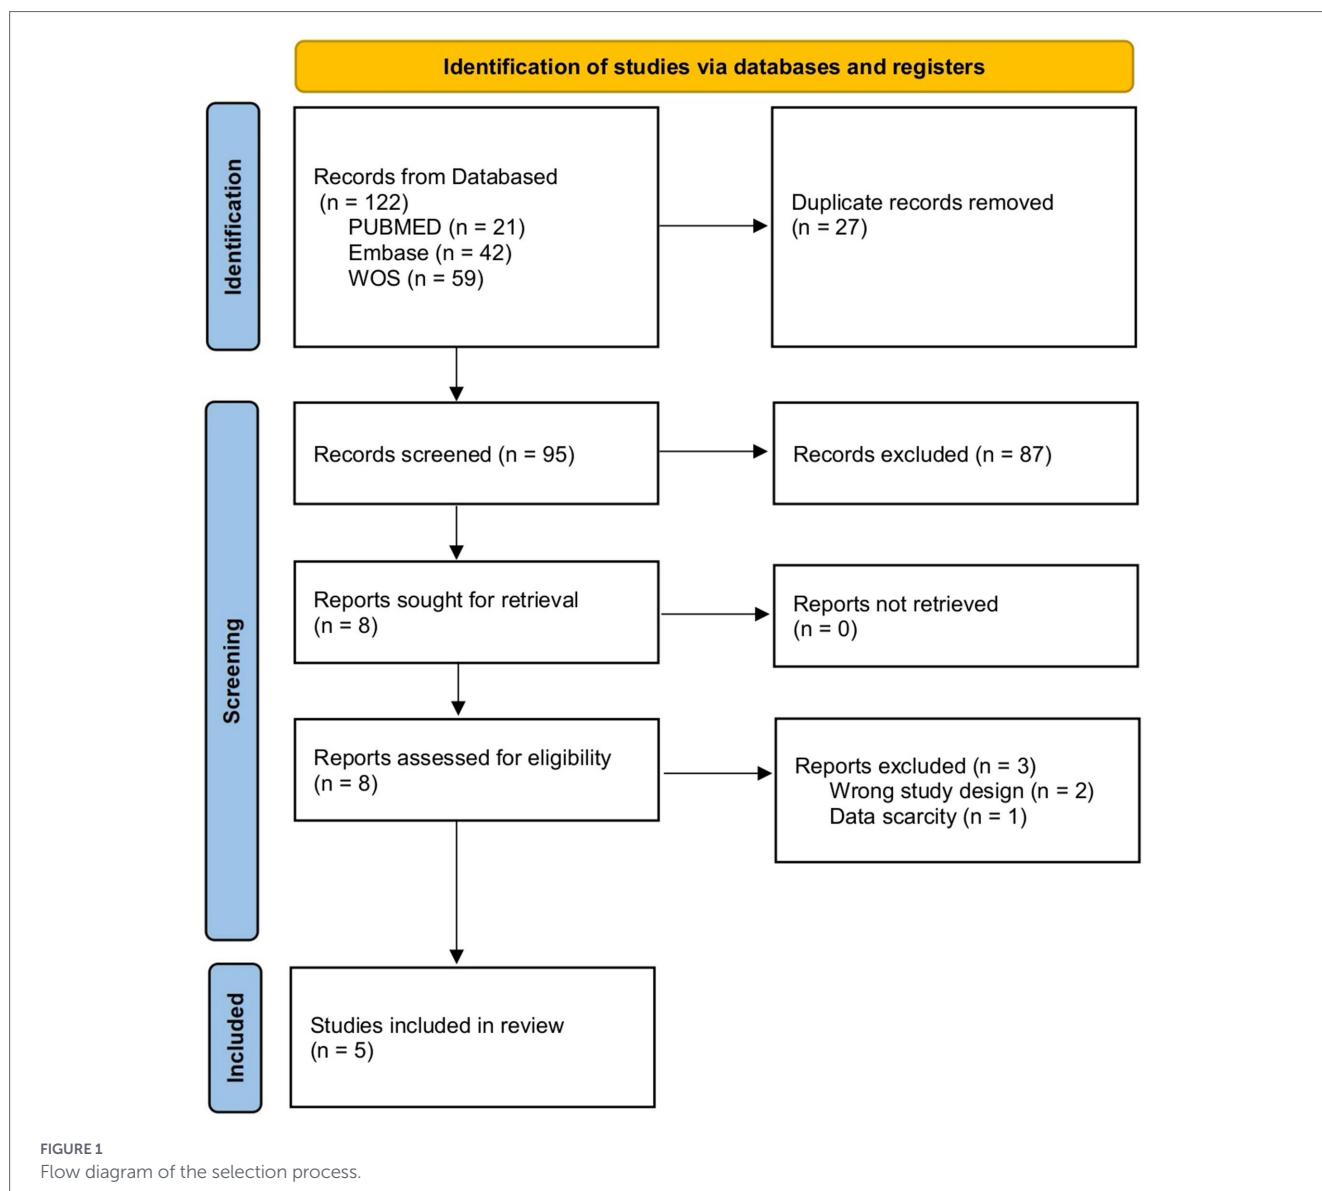 Identification of studies via databases and registers
Identification
Records from Databased
(n = 122)
PUBMED (n = 21)
Embase (n = 42)
WOS (n = 59)
Duplicate records removed
(n = 27)
Screening
Records screened (n = 95)
Records excluded (n = 87)
Reports sought for retrieval
(n = 8)
Reports not retrieved
(n = 0)
Reports assessed for eligibility
(n = 8)
Reports excluded (n = 3)
Wrong study design (n = 2)
Data scarcity (n = 1)
Included
Studies included in review
(n = 5)
FIGURE 1
Flow diagram of the selection process.